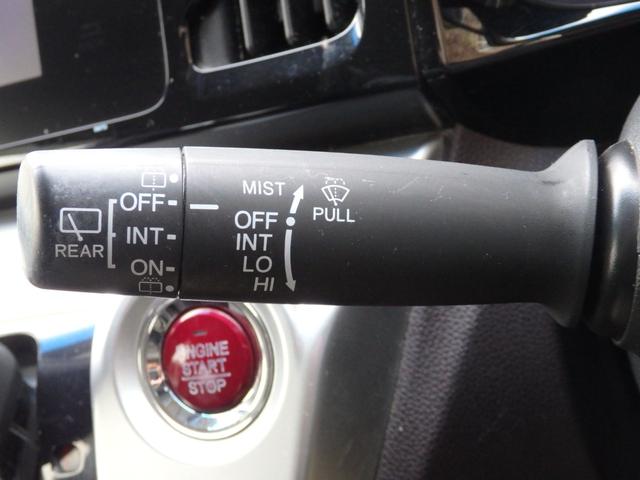 MIST
OFF
PULL
OFF
INT
INT
LO
REAR
ON
HI
ENGINE
START
STOP